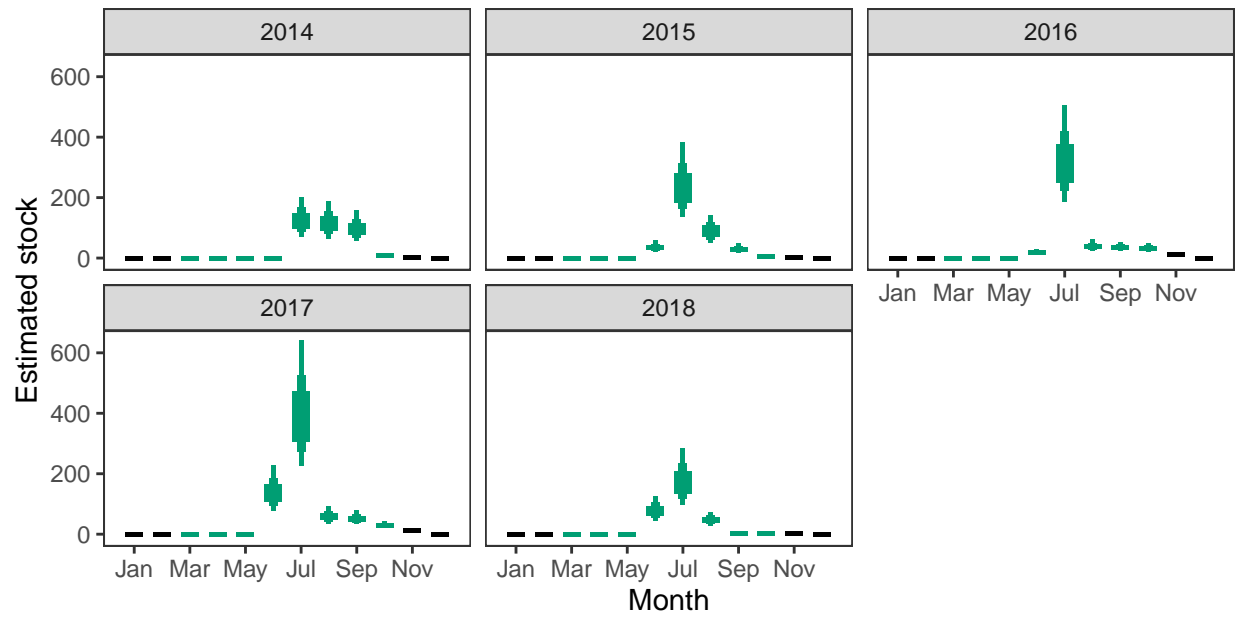 2014 2015 2016
600
400
200
0
Jan Mar May Jul Sep Nov
2017 2018
600
400
200
0
Jan Mar May Jul Sep Nov Jan Mar May Jul Sep Nov
Month
Estimated stock